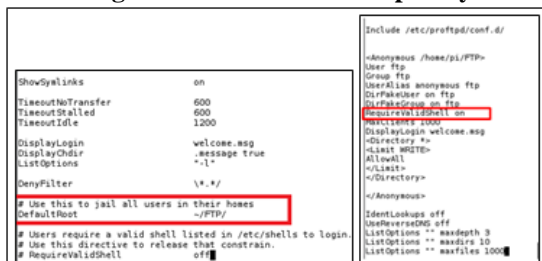 ShowSymlinks on
TimeoutNoTransfer 600
TimeoutStalled 600
TimeoutIdle 1200
DisplayLogin welcome.msg
DisplayChdir .message true
ListOptions "-l"
DenyFilter \*.*/
# Use this to jail all users in their homes
DefaultRoot ~/FTP/
# Users require a valid shell listed in /etc/shells to login.
# Use this directive to release that constrain.
# RequireValidShell off
Include /etc/proftpd/conf.d/
<Anonymous /home/pi/FTP>
User ftp
Group ftp
UserAlias anonymous ftp
DirFakeUser on ftp
DirFakeGroup on ftp
RequireValidShell on
MaxClients 1000
DisplayLogin welcome.msg
<Directory *>
<Limit WRITE>
AllowAll
</Limit>
</Directory>
</Anonymous>
IdentLookups off
UseReverseDNS off
ListOptions "" maxdepth 3
ListOptions "" maxdirs 10
ListOptions "" maxfiles 1000